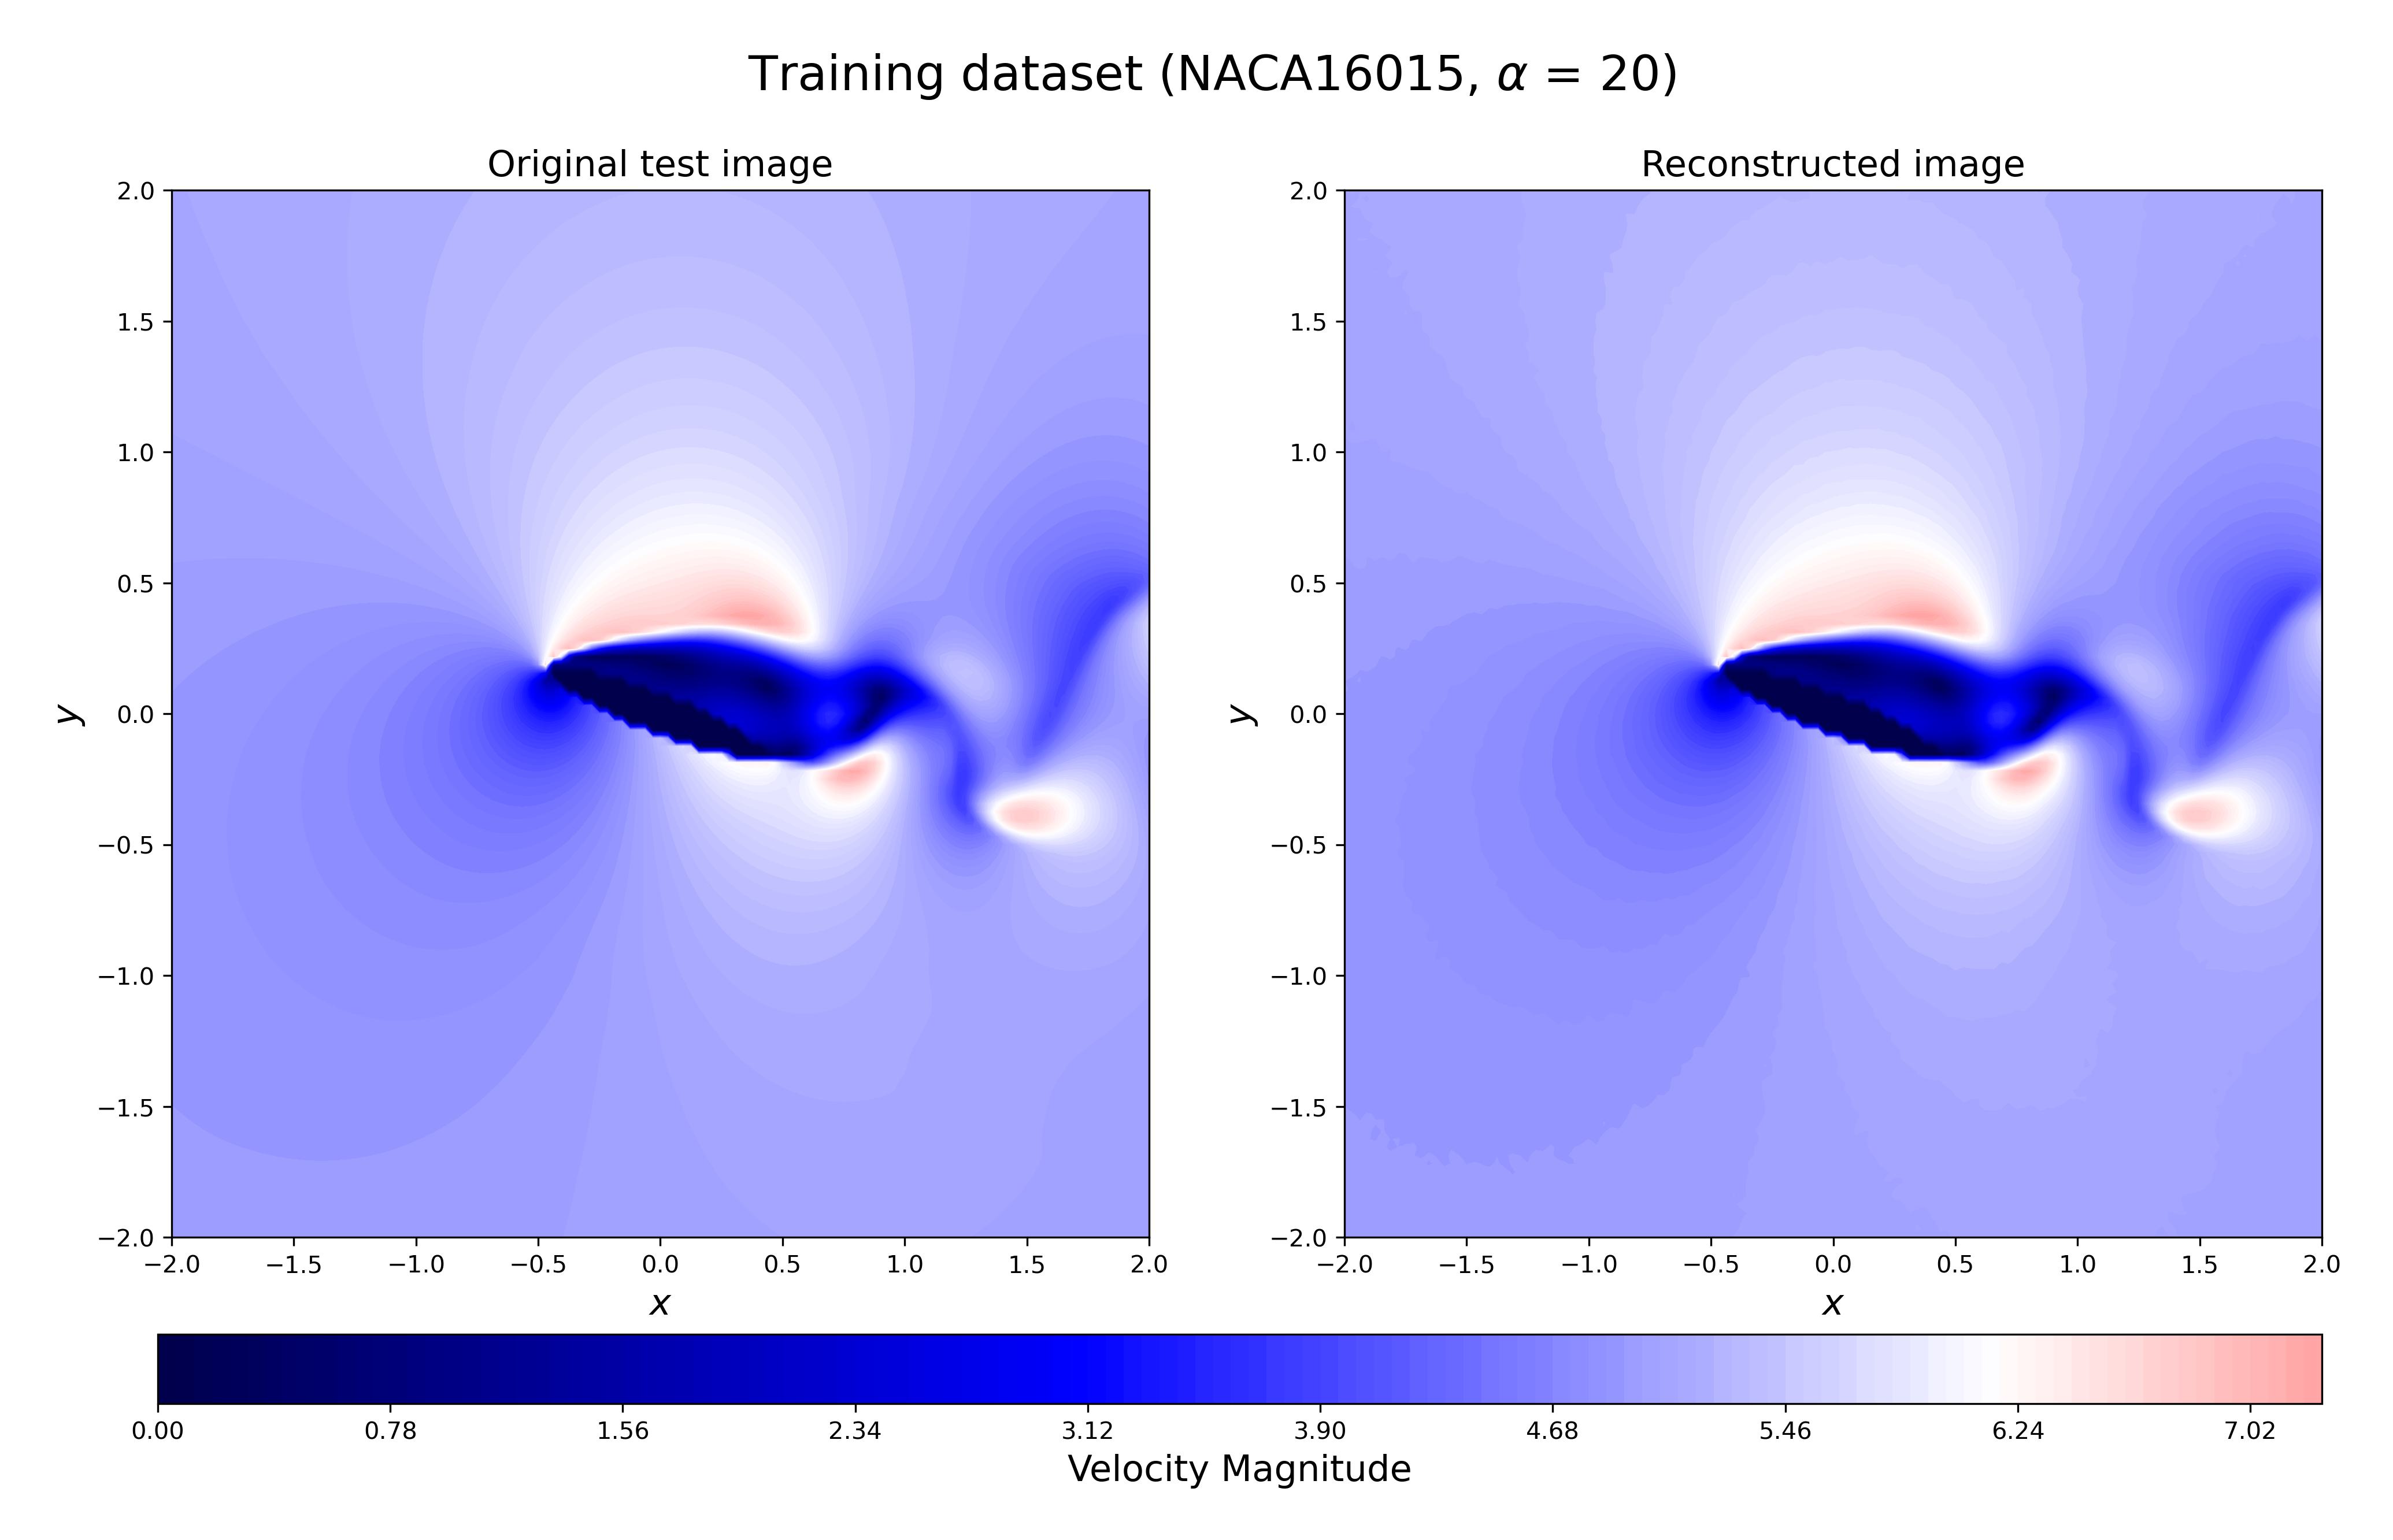 Training dataset (NACA16015, α = 20)
Original test image
Reconstructed image
2.0
1.5
1.0
0.5
0.0
−0.5
−1.0
−1.5
−2.0
y
−2.0 −1.5 −1.0 −0.5 0.0 0.5 1.0 1.5 2.0
x
2.0
1.5
1.0
0.5
0.0
−0.5
−1.0
−1.5
−2.0
y
−2.0 −1.5 −1.0 −0.5 0.0 0.5 1.0 1.5 2.0
x
0.00 0.78 1.56 2.34 3.12 3.90 4.68 5.46 6.24 7.02
Velocity Magnitude